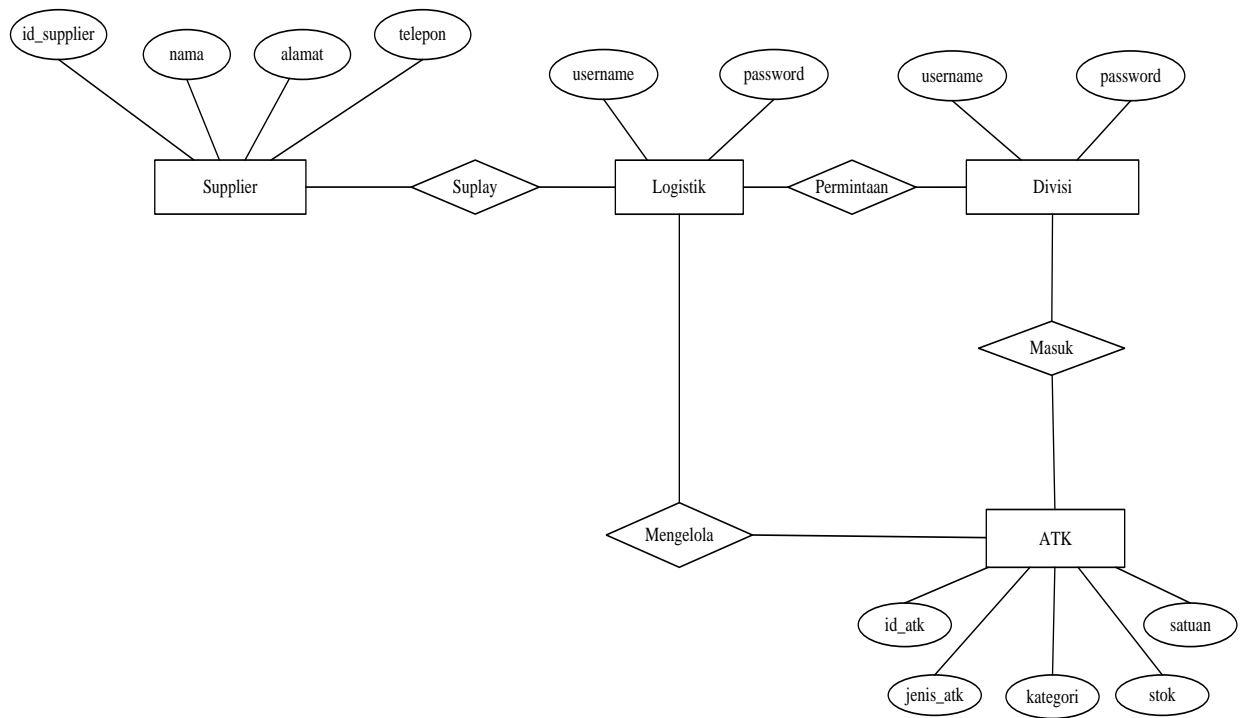 id_supplier
nama
alamat
telepon
username
password
username
password
Supplier
Suplay
Logistik
Permintaan
Divisi
Masuk
Mengelola
ATK
id_atk
satuan
jenis_atk
kategori
stok